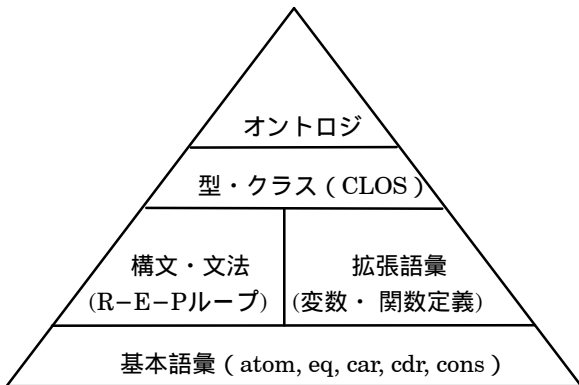 オントロジ
型・クラス ( CLOS )
構文・文法
(R−E−Pループ)
拡張語彙
(変数・ 関数定義)
基本語彙 ( atom, eq, car, cdr, cons )